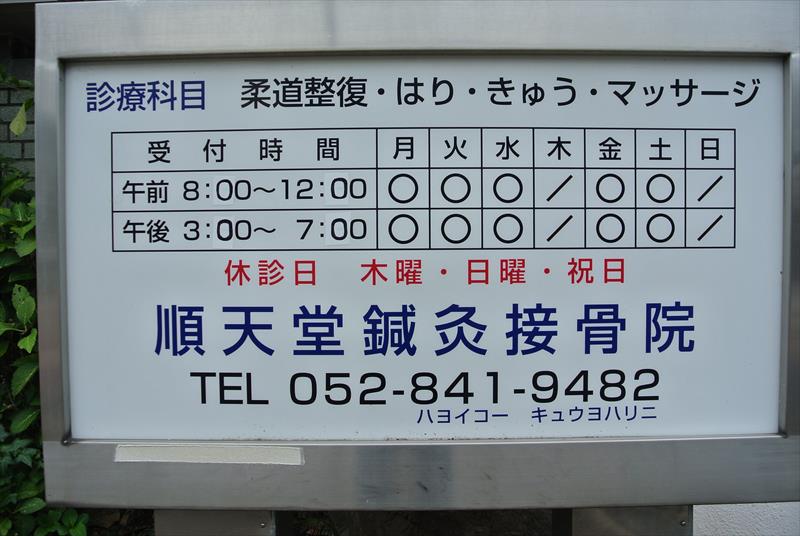 診療科目 柔道整復・はり・きゅう・マッサージ
受付時間 月 火 水 木 金 土 日
午前 8:00〜12:00 ○ ○ ○ ／ ○ ○ ／
午後 3:00〜 7:00 ○ ○ ○ ／ ○ ○ ／
休診日 木曜・日曜・祝日
順天堂鍼灸接骨院
TEL 052-841-9482
ハヨイコー キュウヨハリニ